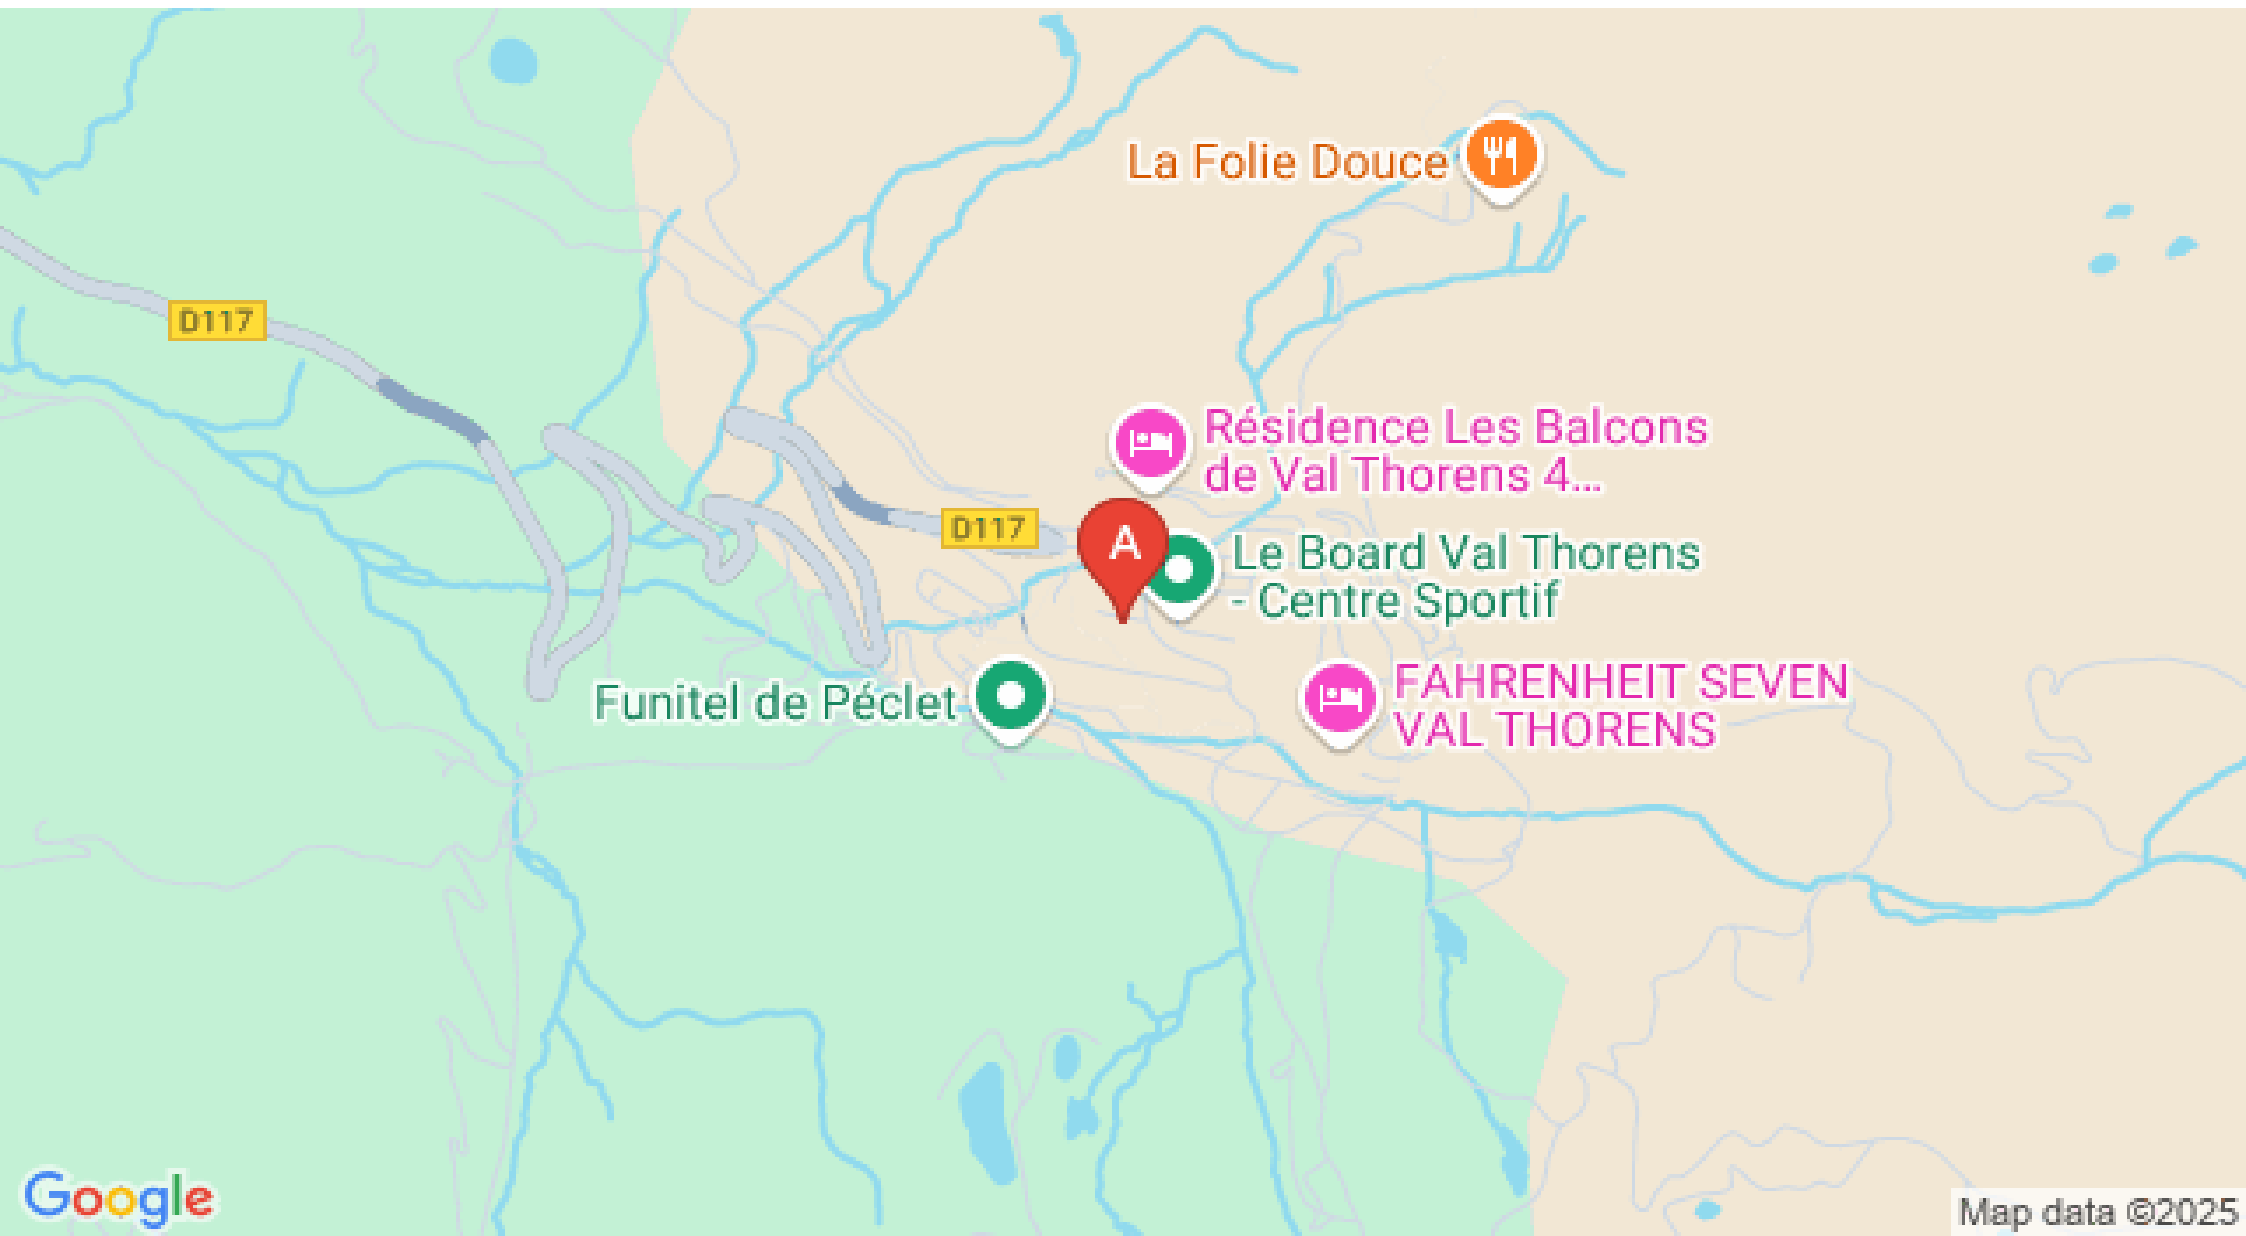 La Folie Douce
D117
Résidence Les Balcons
de Val Thorens 4...
D117
A
Le Board Val Thorens
- Centre Sportif
Funitel de Péclet
FAHRENHEIT SEVEN
VAL THORENS
Google
Map data ©2025